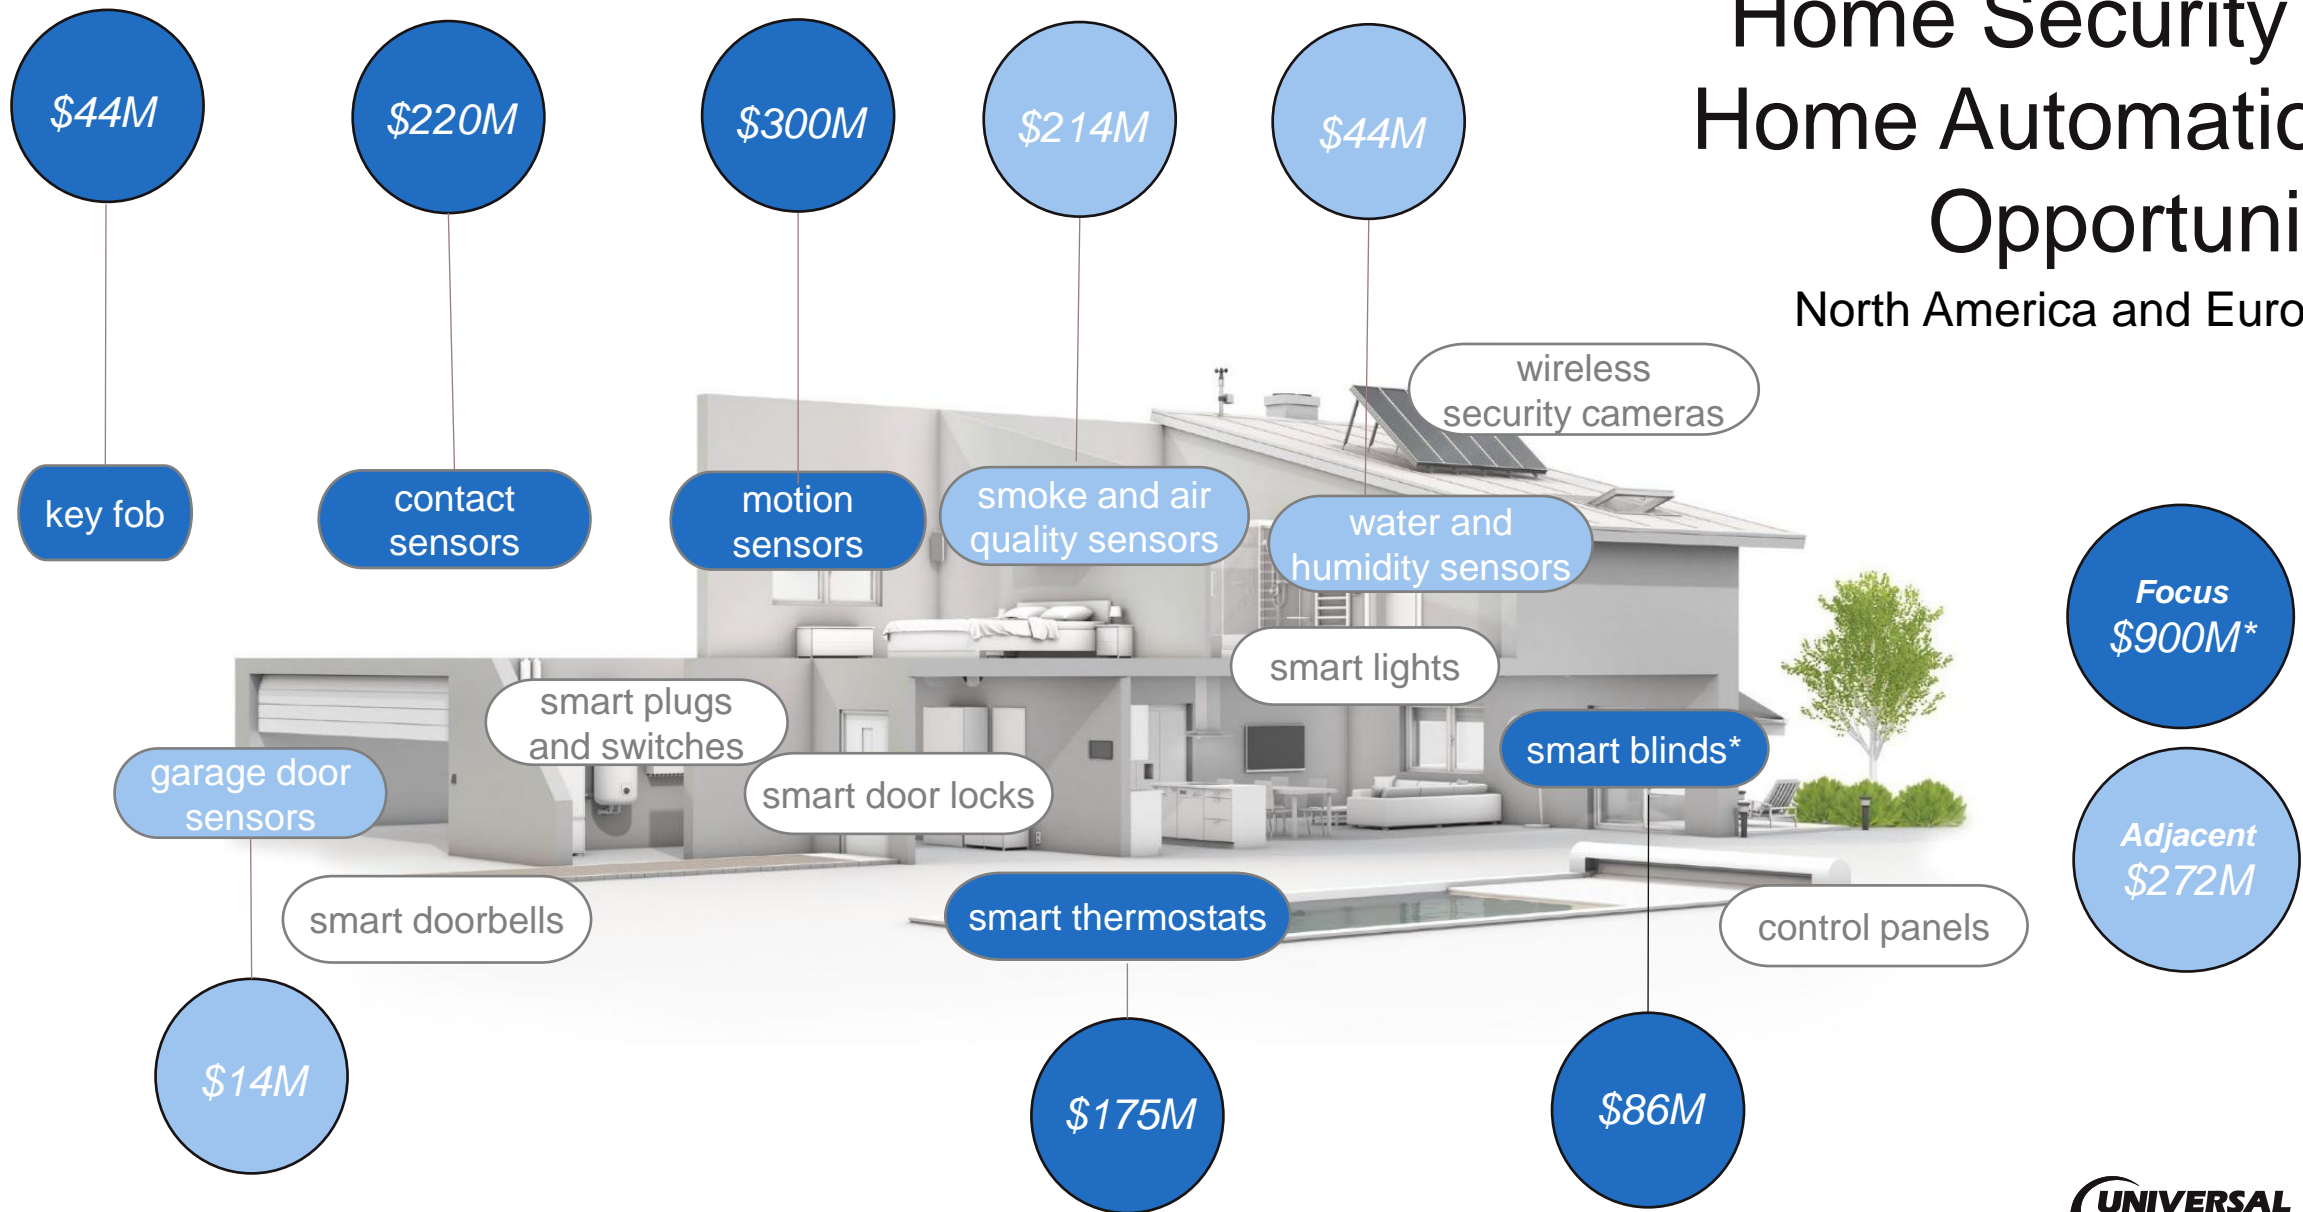 Home Security
Home Automatio
Opportuni
North America and Euro
$44M
$220M
$300M
$214M
$44M
wireless
security cameras
key fob
contact
sensors
motion
sensors
smoke and air
quality sensors
water and
humidity sensors
Focus
$900M*
smart lights
smart plugs
and switches
smart blinds*
garage door
sensors
smart door locks
Adjacent
$272M
smart doorbells
smart thermostats
control panels
$14M
$175M
$86M
UNIVERSAL